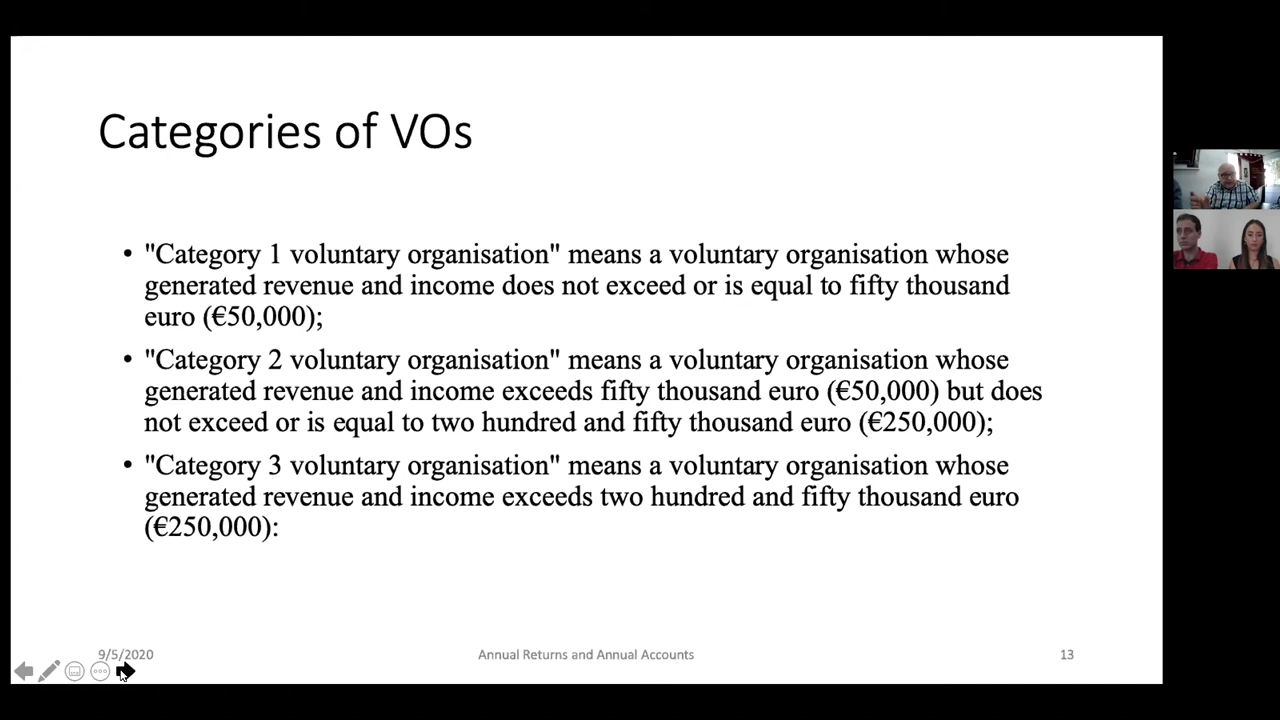 Categories of VOs
• "Category 1 voluntary organisation" means a voluntary organisation whose
generated revenue and income does not exceed or is equal to fifty thousand
euro (€50,000);
• "Category 2 voluntary organisation" means a voluntary organisation whose
generated revenue and income exceeds fifty thousand euro (€50,000) but does
not exceed or is equal to two hundred and fifty thousand euro (€250,000);
• "Category 3 voluntary organisation" means a voluntary organisation whose
generated revenue and income exceeds two hundred and fifty thousand euro
(€250,000):
9/5/2020
Annual Returns and Annual Accounts
13